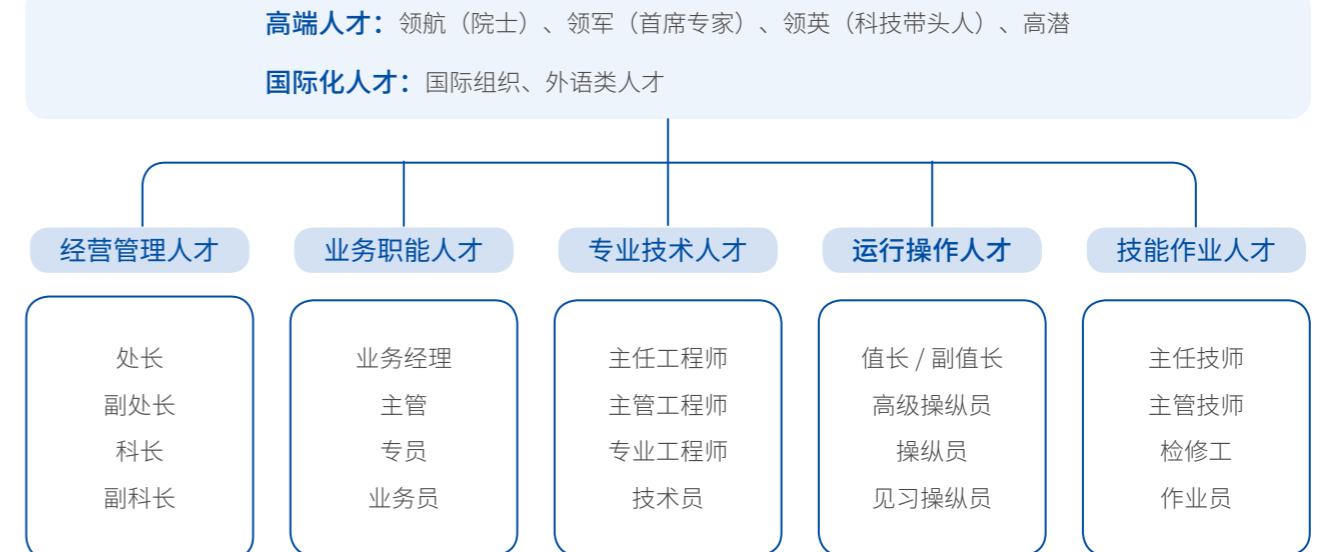 高端人才：领航（院士）、领军（首席专家）、领英（科技带头人）、高潜
国际化人才：国际组织、外语类人才
经营管理人才
业务职能人才
专业技术人才
运行操作人才
技能作业人才
处长
副处长
科长
副科长
业务经理
主管
专员
业务员
主任工程师
主管工程师
专业工程师
技术员
值长 / 副值长
高级操纵员
操纵员
见习操纵员
主任技师
主管技师
检修工
作业员